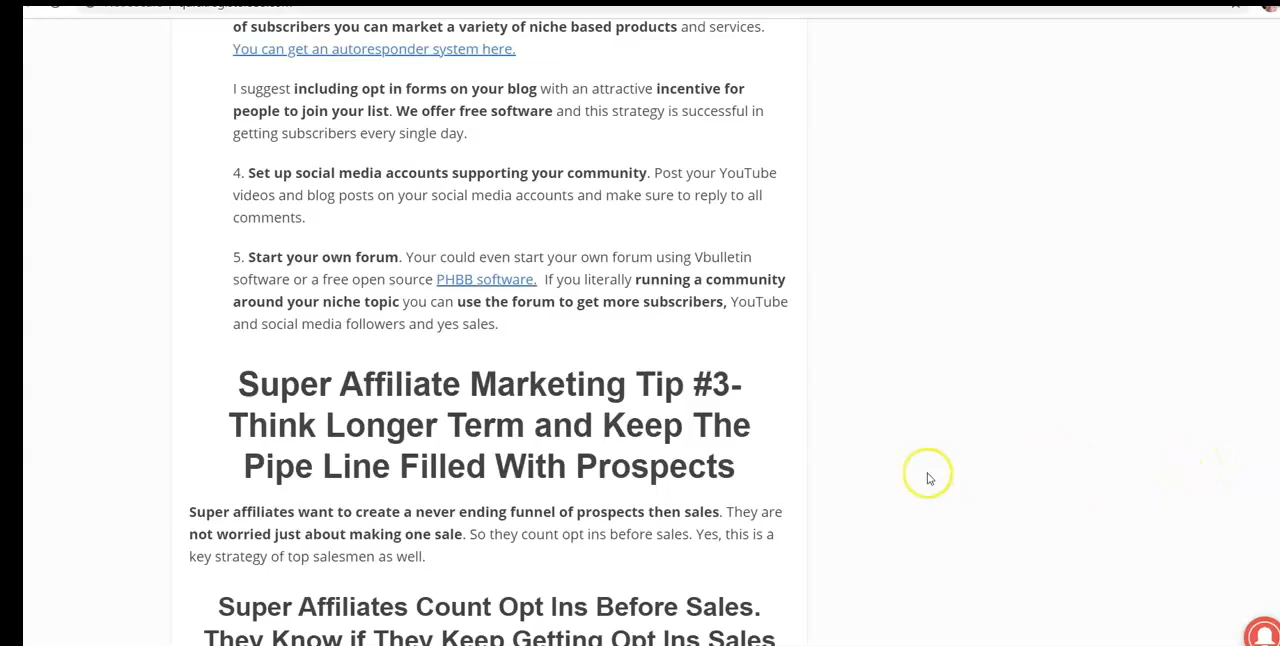 of subscribers you can market a variety of niche based products and services.
You can get an autoresponder system here.
I suggest including opt in forms on your blog with an attractive incentive for
people to join your list. We offer free software and this strategy is successful in
getting subscribers every single day.
4. Set up social media accounts supporting your community. Post your YouTube
videos and blog posts on your social media accounts and make sure to reply to all
comments.
5. Start your own forum. Your could even start your own forum using Vbulletin
software or a free open source PHBB software. If you literally running a community
around your niche topic you can use the forum to get more subscribers, YouTube
and social media followers and yes sales.
Super Affiliate Marketing Tip #3-
Think Longer Term and Keep The
Pipe Line Filled With Prospects
Super affiliates want to create a never ending funnel of prospects then sales. They are
not worried just about making one sale. So they count opt ins before sales. Yes, this is a
key strategy of top salesmen as well.
Super Affiliates Count Opt Ins Before Sales.
They Know if They Keep Getting Opt Ins Sales